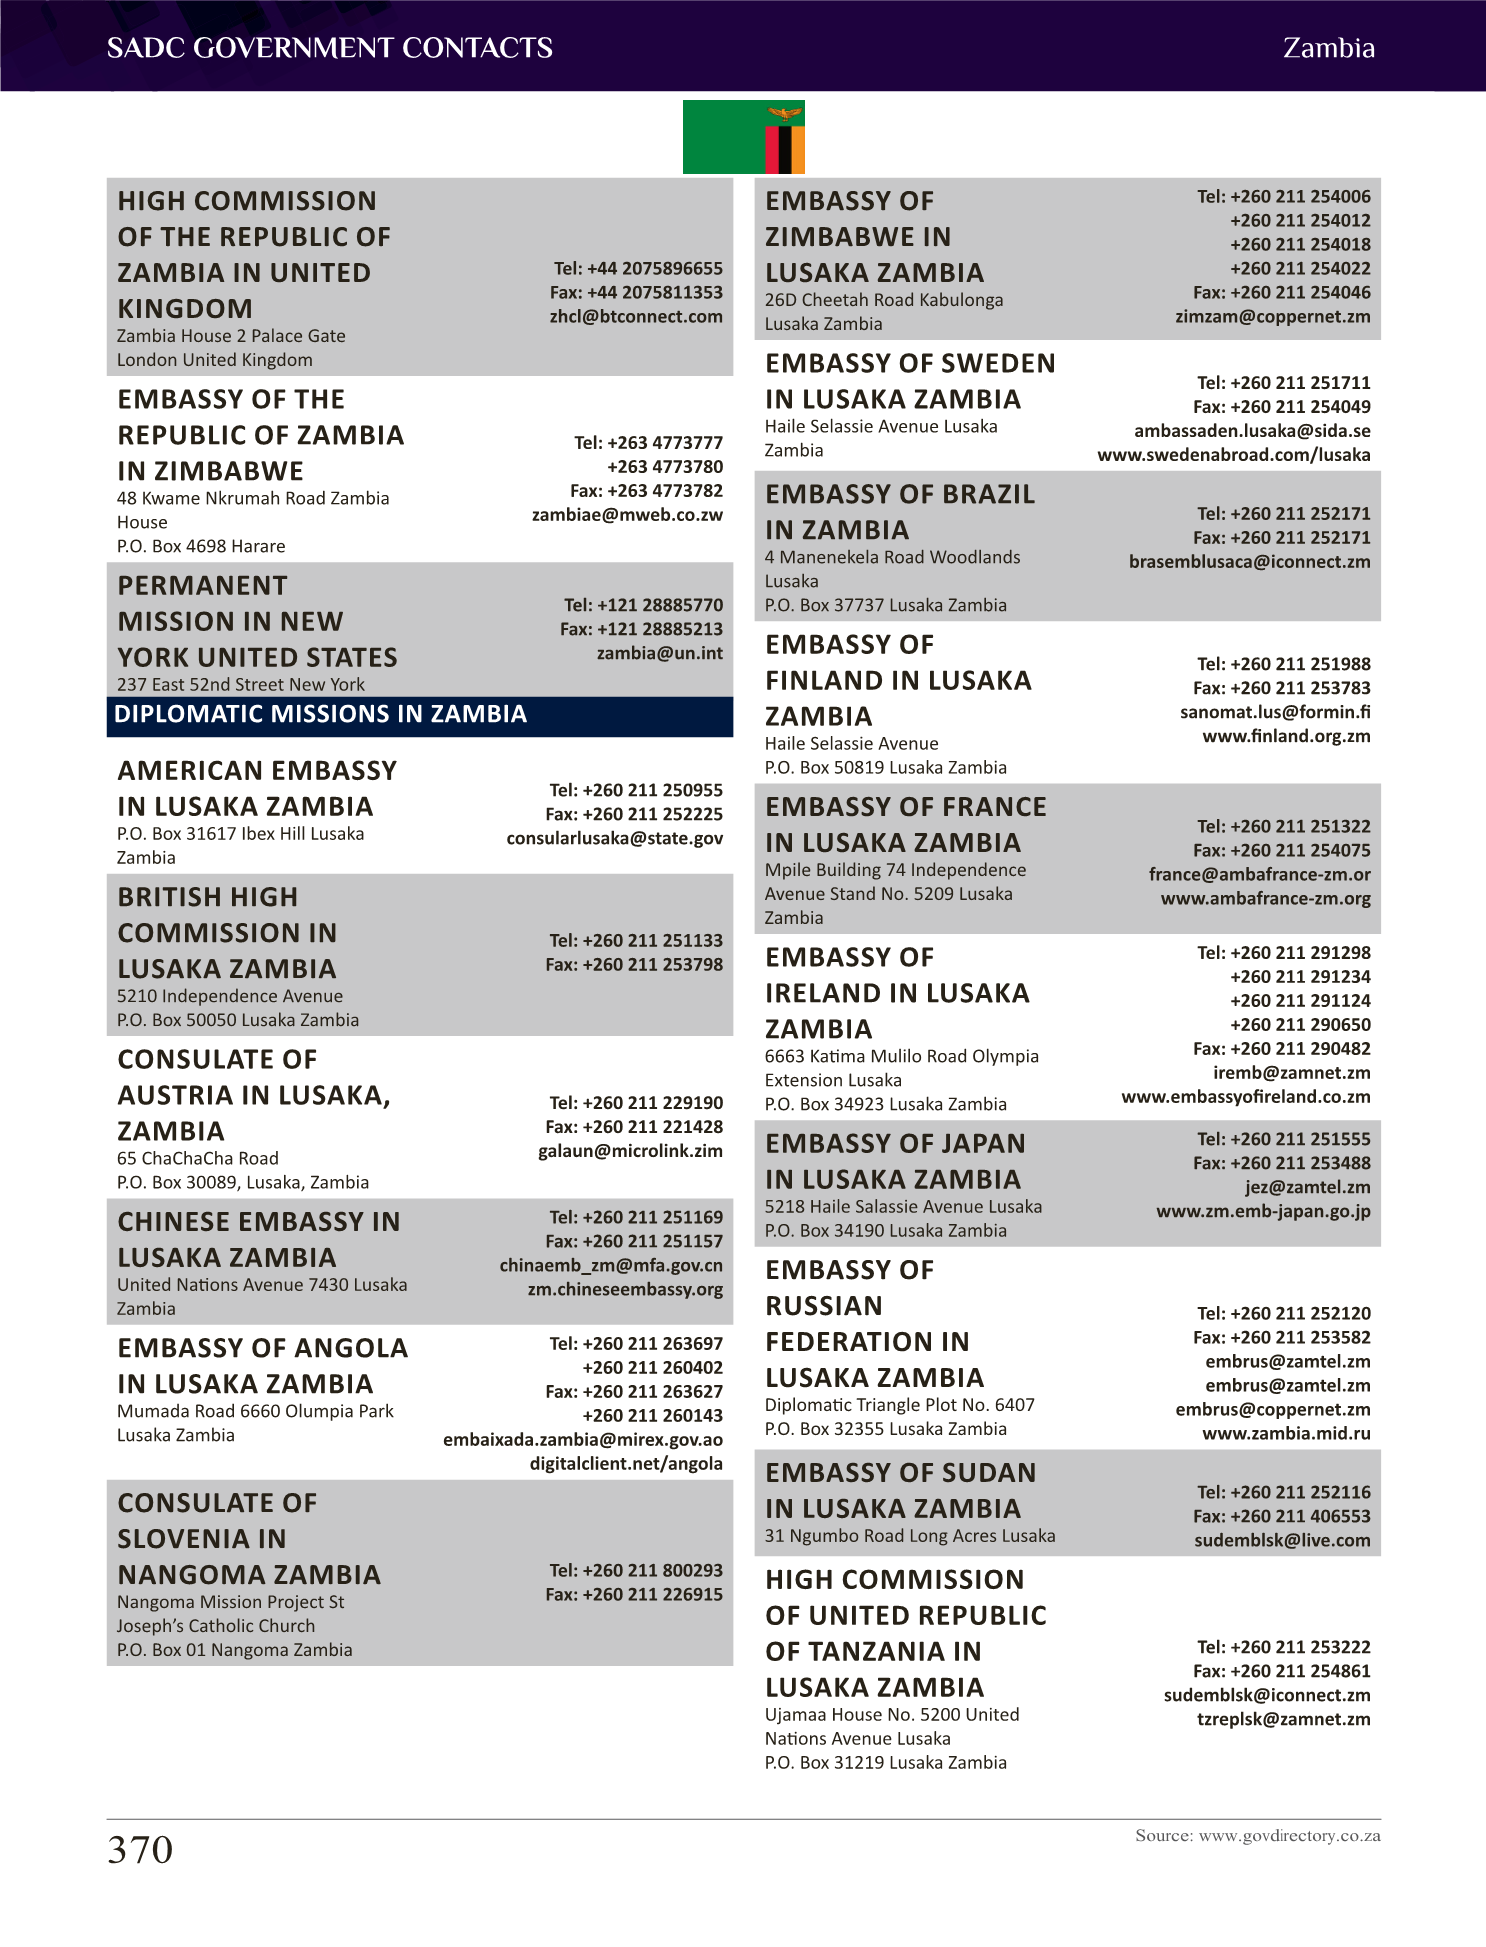 SADC GOVERNMENT CONTACTS
Zambia
HIGH COMMISSION
OF THE REPUBLIC OF
ZAMBIA IN UNITED
KINGDOM
Zambia House 2 Palace Gate
London United Kingdom
Tel: +44 2075896655
Fax: +44 2075811353
zhcl@btconnect.com
EMBASSY OF THE
REPUBLIC OF ZAMBIA
IN ZIMBABWE
48 Kwame Nkrumah Road Zambia
House
P.O. Box 4698 Harare
Tel: +263 4773777
+263 4773780
Fax: +263 4773782
zambiae@mweb.co.zw
PERMANENT
MISSION IN NEW
YORK UNITED STATES
237 East 52nd Street New York
Tel: +121 28885770
Fax: +121 28885213
zambia@un.int
DIPLOMATIC MISSIONS IN ZAMBIA
AMERICAN EMBASSY
IN LUSAKA ZAMBIA
P.O. Box 31617 Ibex Hill Lusaka
Zambia
Tel: +260 211 250955
Fax: +260 211 252225
consularlusaka@state.gov
BRITISH HIGH
COMMISSION IN
LUSAKA ZAMBIA
5210 Independence Avenue
P.O. Box 50050 Lusaka Zambia
Tel: +260 211 251133
Fax: +260 211 253798
CONSULATE OF
AUSTRIA IN LUSAKA,
ZAMBIA
65 ChaChaCha Road
P.O. Box 30089, Lusaka, Zambia
Tel: +260 211 229190
Fax: +260 211 221428
galaun@microlink.zim
CHINESE EMBASSY IN
LUSAKA ZAMBIA
United Nations Avenue 7430 Lusaka
Zambia
Tel: +260 211 251169
Fax: +260 211 251157
chinaemb_zm@mfa.gov.cn
zm.chineseembassy.org
EMBASSY OF ANGOLA
IN LUSAKA ZAMBIA
Mumada Road 6660 Olumpia Park
Lusaka Zambia
Tel: +260 211 263697
+260 211 260402
Fax: +260 211 263627
+260 211 260143
embaixada.zambia@mirex.gov.ao
digitalclient.net/angola
CONSULATE OF
SLOVENIA IN
NANGOMA ZAMBIA
Nangoma Mission Project St
Joseph’s Catholic Church
P.O. Box 01 Nangoma Zambia
Tel: +260 211 800293
Fax: +260 211 226915
EMBASSY OF
ZIMBABWE IN
LUSAKA ZAMBIA
26D Cheetah Road Kabulonga
Lusaka Zambia
Tel: +260 211 254006
+260 211 254012
+260 211 254018
+260 211 254022
Fax: +260 211 254046
zimzam@coppernet.zm
EMBASSY OF SWEDEN
IN LUSAKA ZAMBIA
Haile Selassie Avenue Lusaka
Zambia
Tel: +260 211 251711
Fax: +260 211 254049
ambassaden.lusaka@sida.se
www.swedenabroad.com/lusaka
EMBASSY OF BRAZIL
IN ZAMBIA
4 Manenekela Road Woodlands
Lusaka
P.O. Box 37737 Lusaka Zambia
Tel: +260 211 252171
Fax: +260 211 252171
brasemblusaca@iconnect.zm
EMBASSY OF
FINLAND IN LUSAKA
ZAMBIA
Haile Selassie Avenue
P.O. Box 50819 Lusaka Zambia
Tel: +260 211 251988
Fax: +260 211 253783
sanomat.lus@formin.fi
www.finland.org.zm
EMBASSY OF FRANCE
IN LUSAKA ZAMBIA
Mpile Building 74 Independence
Avenue Stand No. 5209 Lusaka
Zambia
Tel: +260 211 251322
Fax: +260 211 254075
france@ambafrance-zm.or
www.ambafrance-zm.org
EMBASSY OF
IRELAND IN LUSAKA
ZAMBIA
6663 Katima Mulilo Road Olympia
Extension Lusaka
P.O. Box 34923 Lusaka Zambia
Tel: +260 211 291298
+260 211 291234
+260 211 291124
+260 211 290650
Fax: +260 211 290482
iremb@zamnet.zm
www.embassyofireland.co.zm
EMBASSY OF JAPAN
IN LUSAKA ZAMBIA
5218 Haile Salassie Avenue Lusaka
P.O. Box 34190 Lusaka Zambia
Tel: +260 211 251555
Fax: +260 211 253488
jez@zamtel.zm
www.zm.emb-japan.go.jp
EMBASSY OF
RUSSIAN
FEDERATION IN
LUSAKA ZAMBIA
Diplomatic Triangle Plot No. 6407
P.O. Box 32355 Lusaka Zambia
Tel: +260 211 252120
Fax: +260 211 253582
embrus@zamtel.zm
embrus@zamtel.zm
embrus@coppernet.zm
www.zambia.mid.ru
EMBASSY OF SUDAN
IN LUSAKA ZAMBIA
31 Ngumbo Road Long Acres Lusaka
Tel: +260 211 252116
Fax: +260 211 406553
sudemblsk@live.com
HIGH COMMISSION
OF UNITED REPUBLIC
OF TANZANIA IN
LUSAKA ZAMBIA
Ujamaa House No. 5200 United
Nations Avenue Lusaka
P.O. Box 31219 Lusaka Zambia
Tel: +260 211 253222
Fax: +260 211 254861
sudemblsk@iconnect.zm
tzreplsk@zamnet.zm
370
Source: www.govdirectory.co.za